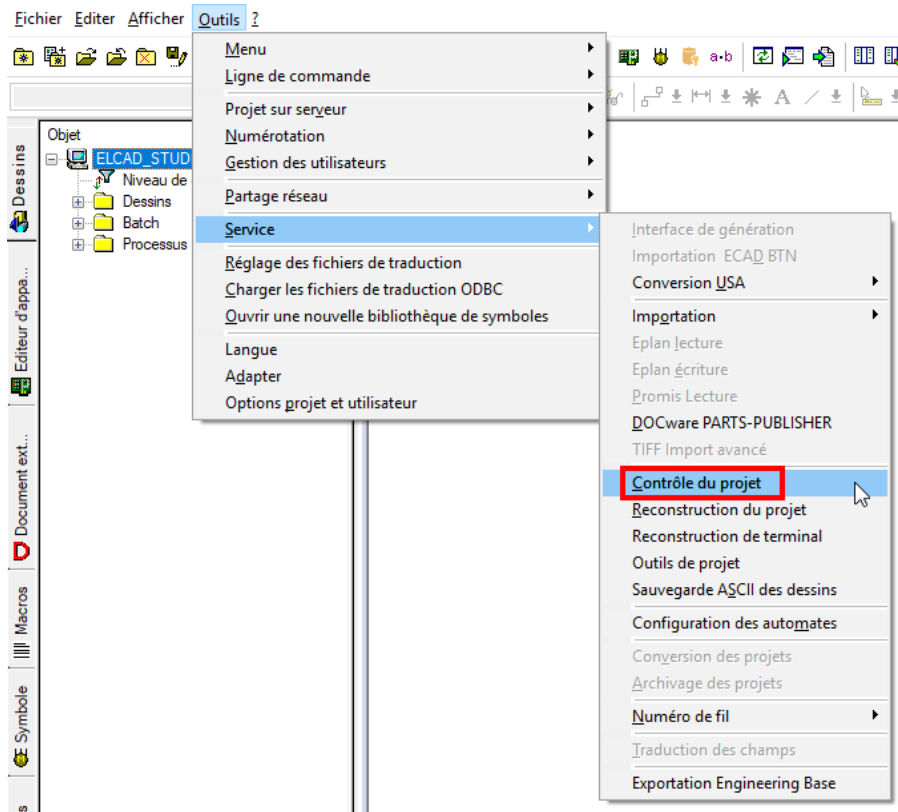 Fichier Editer Afficher Outils ?
Menu
Ligne de commande
Projet sur serveur
Numérotation
Gestion des utilisateurs
Partage réseau
Service
Réglage des fichiers de traduction
Charger les fichiers de traduction ODBC
Ouvrir une nouvelle bibliothèque de symboles
Langue
Adapter
Options projet et utilisateur
a•b
A
Objet
ELCAD_STUD
Niveau de
Dessins
Batch
Processus
Dessins
Editeur d'appa...
Document ext...
D
Macros
Symbole
Interface de génération
Importation ECAD BTN
Conversion USA
Importation
Eplan lecture
Eplan écriture
Promis Lecture
DOCware PARTS-PUBLISHER
TIFF Import avancé
Contrôle du projet
Reconstruction du projet
Reconstruction de terminal
Outils de projet
Sauvegarde ASCII des dessins
Configuration des automates
Conversion des projets
Archivage des projets
Numéro de fil
Traduction des champs
Exportation Engineering Base